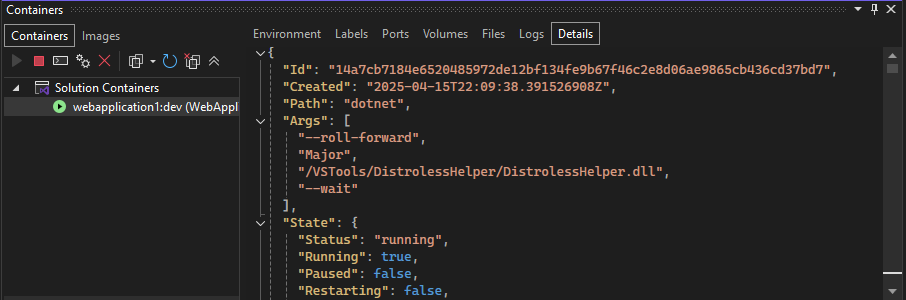 Containers
Containers Images
Solution Containers
webapplication1:dev (WebAppl
Environment Labels Ports Volumes Files Logs Details
{
"Id": "14a7cb7184e6520485972de12bf134fe9b67f46c2e8d06ae9865cb436cd37bd7",
"Created": "2025-04-15T22:09:38.391526908Z",
"Path": "dotnet",
"Args": [
"--roll-forward",
"Major",
"/VSTools/DistrolessHelper/DistrolessHelper.dll",
"--wait"
],
"State": {
"Status": "running",
"Running": true,
"Paused": false,
"Restarting": false,